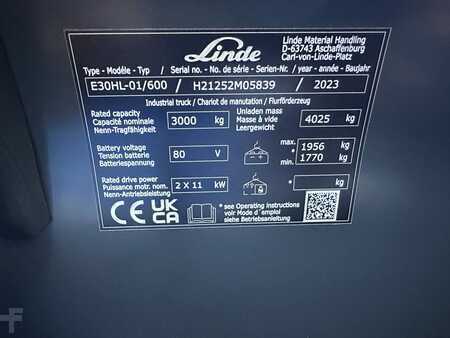 Linde
Linde Material Handling
D-63743 Aschaffenburg
Carl-von-Linde-Platz
Type - Modéle - Typ / Serial no. - No. de série - Serien-Nr. / year - année - Baujahr
E30HL-01/600 / H21252M05839 / 2023
Industrial truck / Chariot de manutation / Flurförderzeug
Rated capacity
Capacité nominale
Nenn-Tragfähigkeit
3000 kg
Unladen mass
Masse à vide
Leergewicht
4025 kg
Battery voltage
Tension batterie
Batteriespannung
80 V
max. * 1956 kg
min. * 1770 kg
Rated drive power
Puissance motr. nom.
Nenn-Antriebsleistung
2 X 11 kW
* kg
CE UK
CA
* see Operating instructions
voir Mode d´emploi
siehe Betriebsanleitung